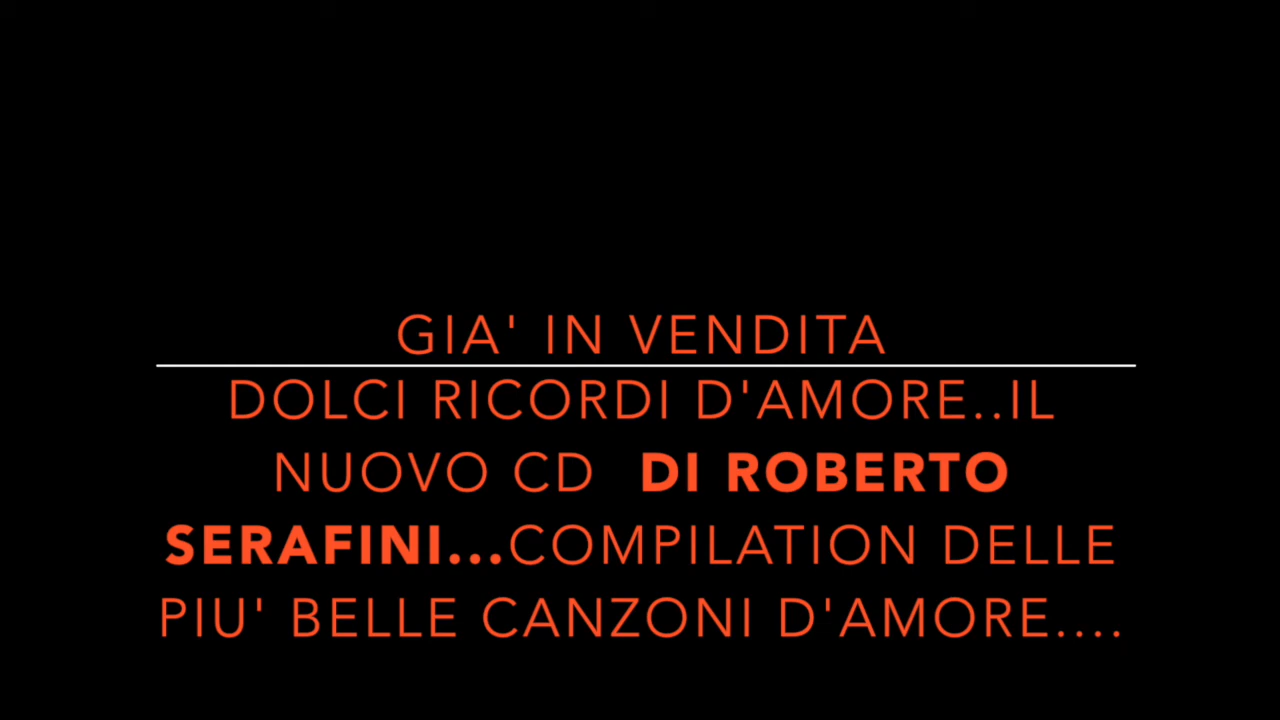 GIA' IN VENDITA
DOLCI RICORDI D'AMORE..IL
NUOVO CD DI ROBERTO
SERAFINI...COMPILATION DELLE
PIU' BELLE CANZONI D'AMORE....